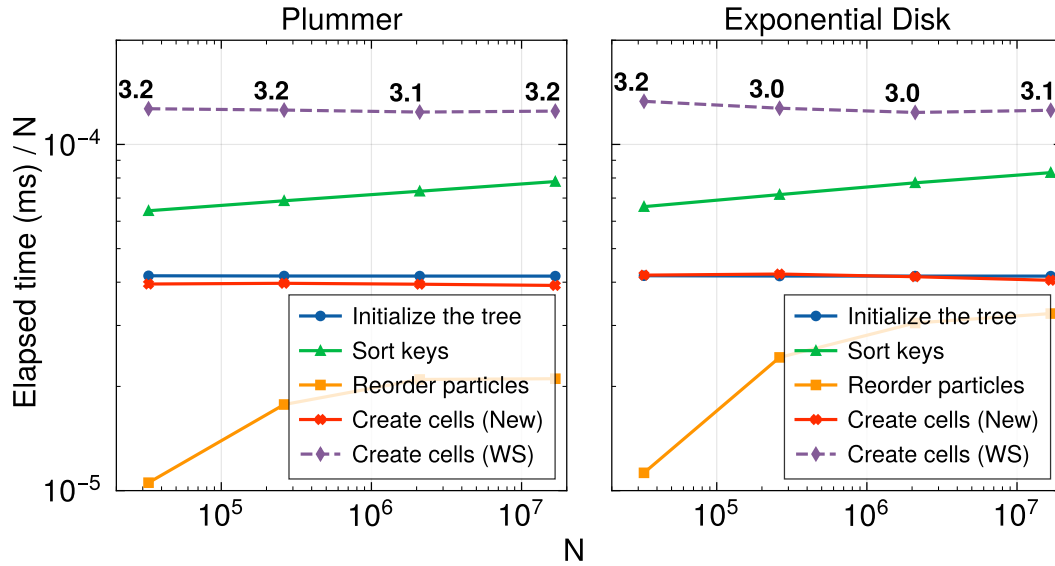 Plummer
Exponential Disk
Elapsed time (ms) / N
10⁻⁴
10⁻⁵
3.2
3.2
3.1
3.2
Initialize the tree
Sort keys
Reorder particles
Create cells (New)
Create cells (WS)
10⁵
10⁶
10⁷
3.2
3.0
3.0
3.1
Initialize the tree
Sort keys
Reorder particles
Create cells (New)
Create cells (WS)
10⁵
10⁶
10⁷
N